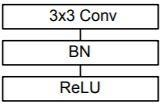 3x3 Conv
BN
ReLU